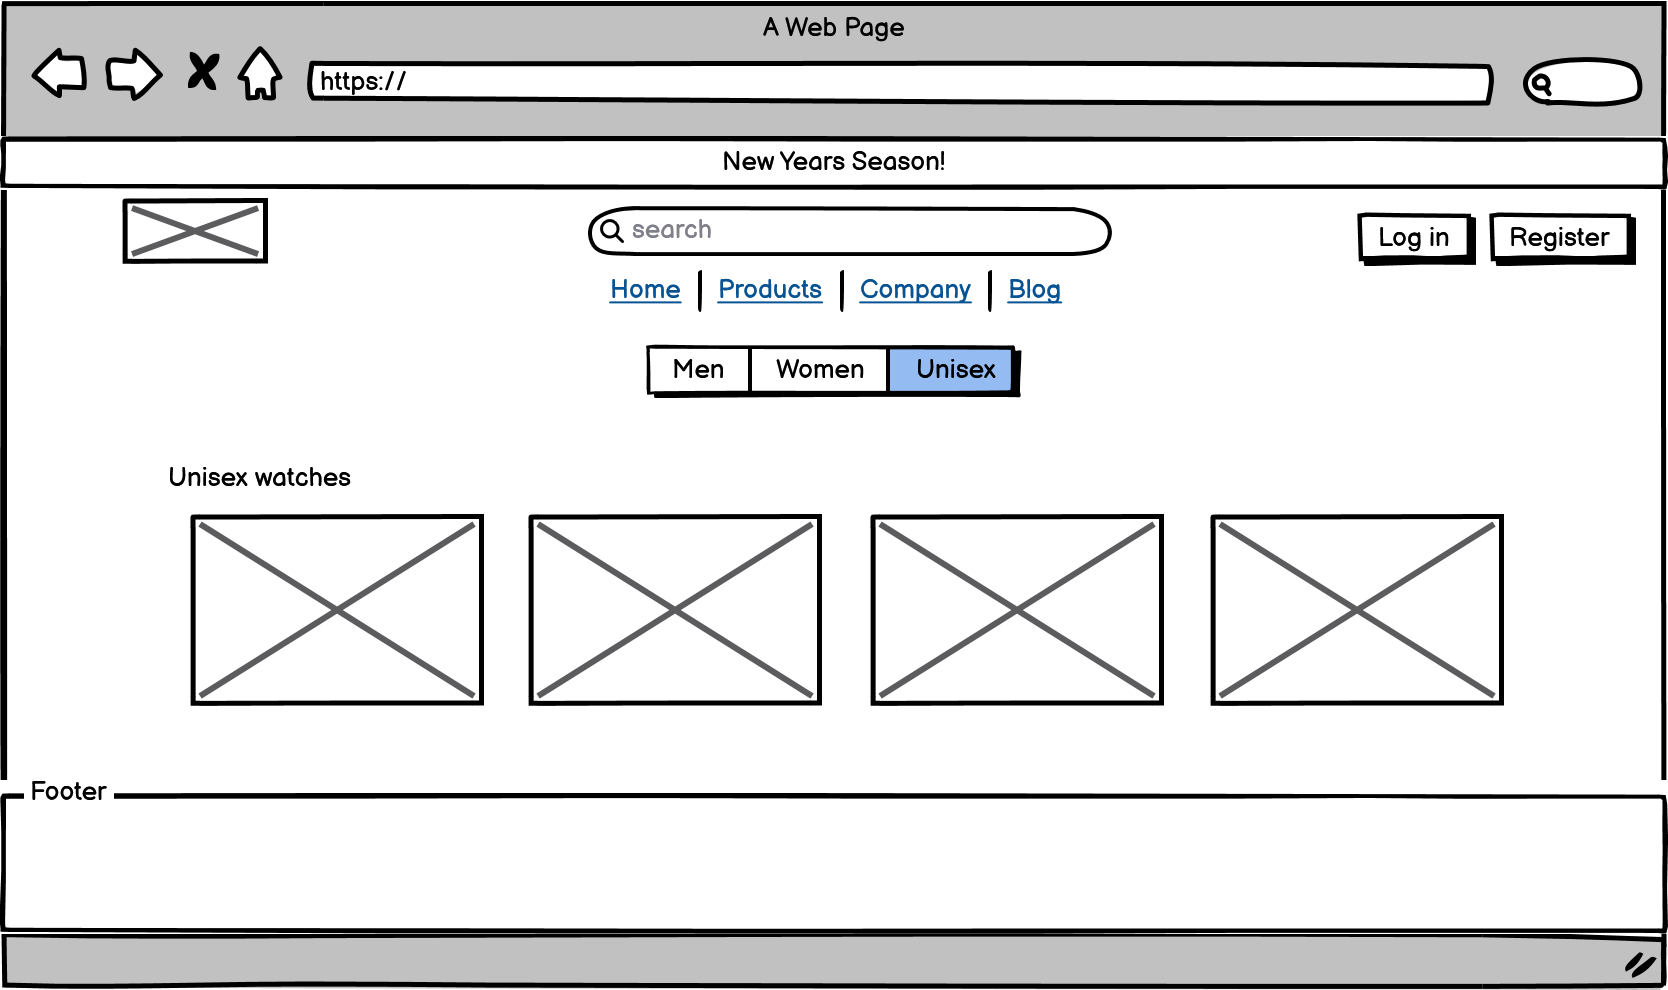 A Web Page
https://
New Years Season!
search
Log in
Register
Home
Products
Company
Blog
Men
Women
Unisex
Unisex watches
Footer